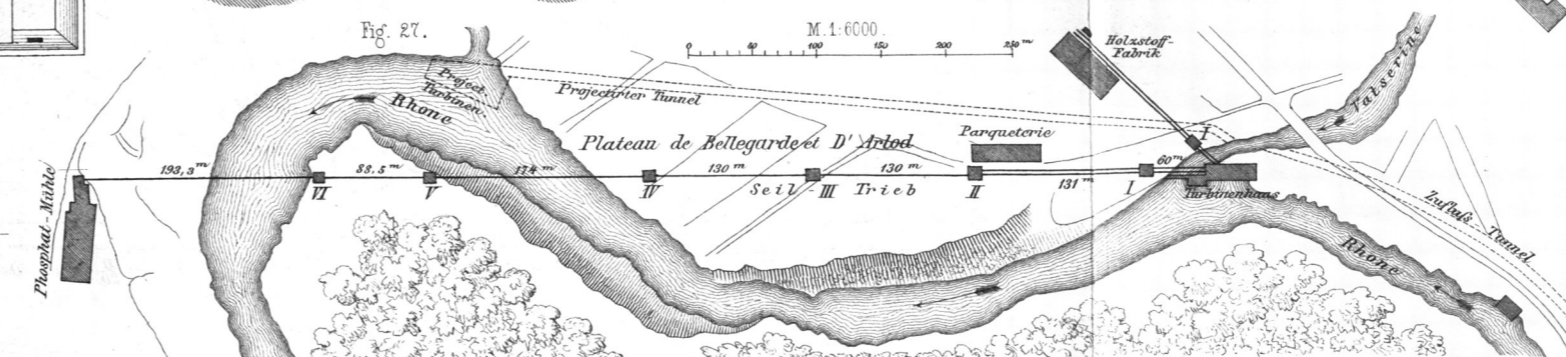 Fig. 27.
M. 1:6000.
0 50 100 150 200 250 m
Holzstoff-
Fabrik
Valserine
Project.
Turbinen.
Projectirter Tunnel
Rhone
Plateau de Bellegarde et D'Arlod
Parqueterie
I
Phosphat-Mühle
193,3 m
88,5 m
174 m
130 m
130 m
131 m
60 m
VI
V
IV
III
II
I
Seil-Trieb
Turbinenhaus
Zufluſs-Tunnel
Rhone